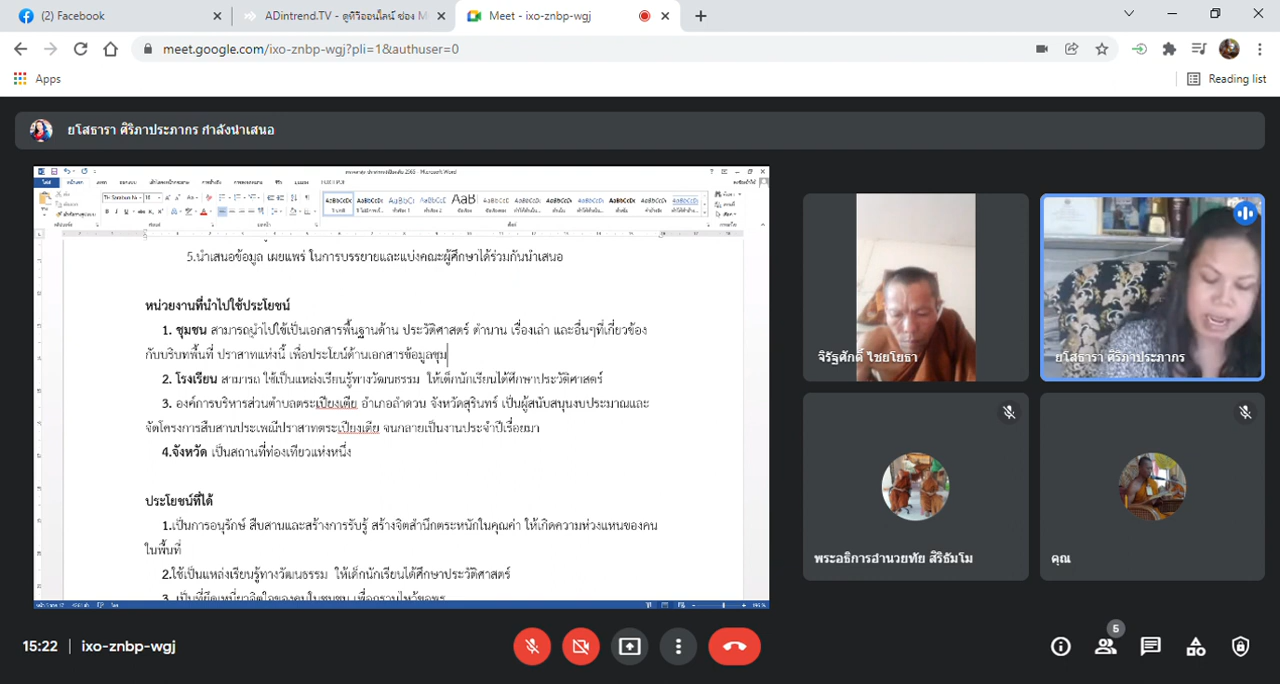 (2) Facebook
ADintrend.TV - ดูทีวีออนไลน์ ช่อง M
Meet - ixo-znbp-wgj
meet.google.com/ixo-znbp-wgj?pli=1&authuser=0
Apps
Reading list
ยโสธารา ศิริภาประภากร กำลังนำเสนอ
5.นำเสนอข้อมูล เผยแพร่ ในการบรรยายและแบ่งคณะผู้ศึกษาได้ร่วมกันนำเสนอ
หน่วยงานที่นำไปใช้ประโยชน์
1. ชุมชน สามารถนำไปใช้เป็นเอกสารพื้นฐานด้าน ประวัติศาสตร์ ตำนาน เรื่องเล่า และอื่นๆที่เกี่ยวข้อง
กับบริบทพื้นที่ ปราสาทแห่งนี้ เพื่อประโยน์ด้านเอกสารข้อมูลชุม
2. โรงเรียน สามารถ ใช้เป็นแหล่งเรียนรู้ทางวัฒนธรรม ให้เด็กนักเรียนได้ศึกษาประวัติศาสตร์
3. องค์การบริหารส่วนตำบลตระเปียงเตีย อำเภอลำดวน จังหวัดสุรินทร์ เป็นผู้สนับสนุนงบประมาณและ
จัดโครงการสืบสานประเพณีปราสาทตระเปียงเตีย จนกลายเป็นงานประจำปีเรื่อยมา
4.จังหวัด เป็นสถานที่ท่องเที่ยวแห่งหนึ่ง
ประโยชน์ที่ได้
1.เป็นการอนุรักษ์ สืบสานและสร้างการรับรู้ สร้างจิตสำนึกตระหนักในคุณค่า ให้เกิดความห่วงแหนของคน
ในพื้นที่
2.ใช้เป็นแหล่งเรียนรู้ทางวัฒนธรรม ให้เด็กนักเรียนได้ศึกษาประวัติศาสตร์
3. เป็นที่ยึดเหนี่ยวจิตใจของคนในชุมชน
จิรัฐศักดิ์ ไชยโยธา
ยโสธารา ศิริภาประภากร
พระอธิการอำนวยทัย สิริธัมโม
คุณ
15:22 | ixo-znbp-wgj
5